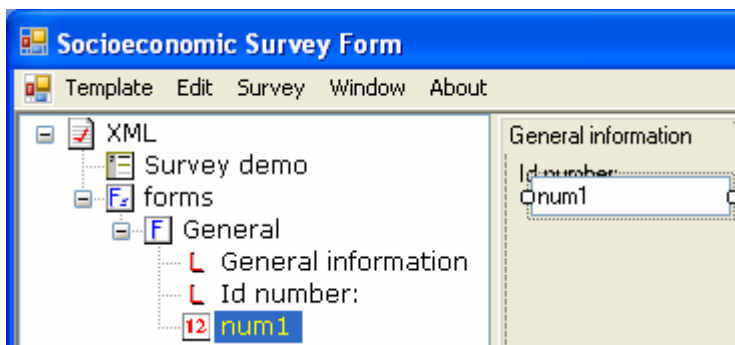 Socioeconomic Survey Form
Template Edit Survey Window About
XML
Survey demo
forms
General
General information
Id number:
num1
General information
Id number:
num1